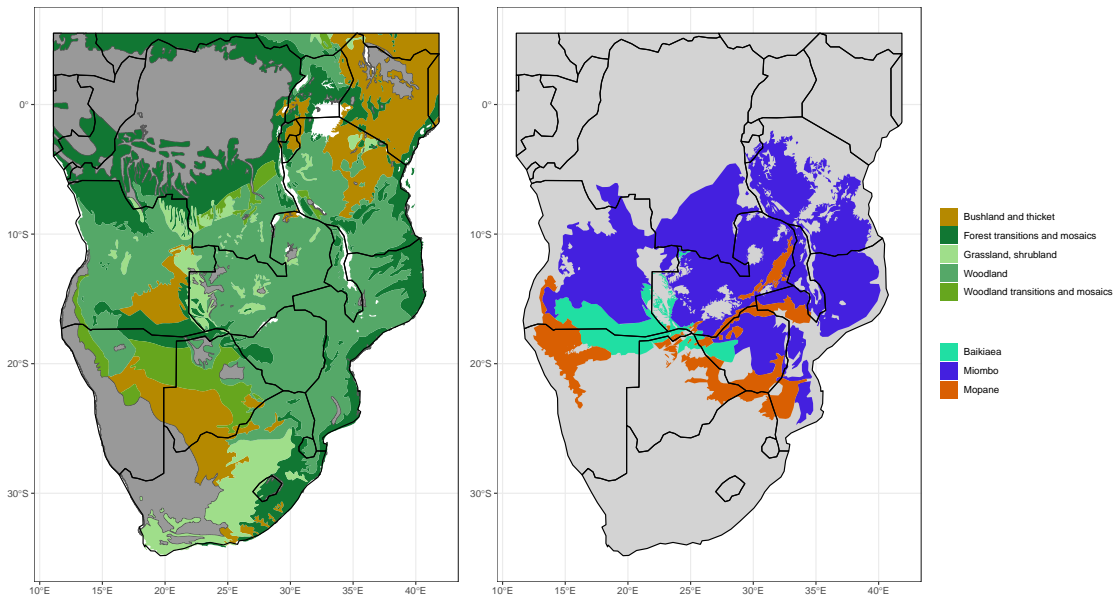 0°
10°S
20°S
30°S
10°E 15°E 20°E 25°E 30°E 35°E 40°E
0°
10°S
20°S
30°S
10°E 15°E 20°E 25°E 30°E 35°E 40°E
Bushland and thicket
Forest transitions and mosaics
Grassland, shrubland
Woodland
Woodland transitions and mosaics
Baikiaea
Miombo
Mopane